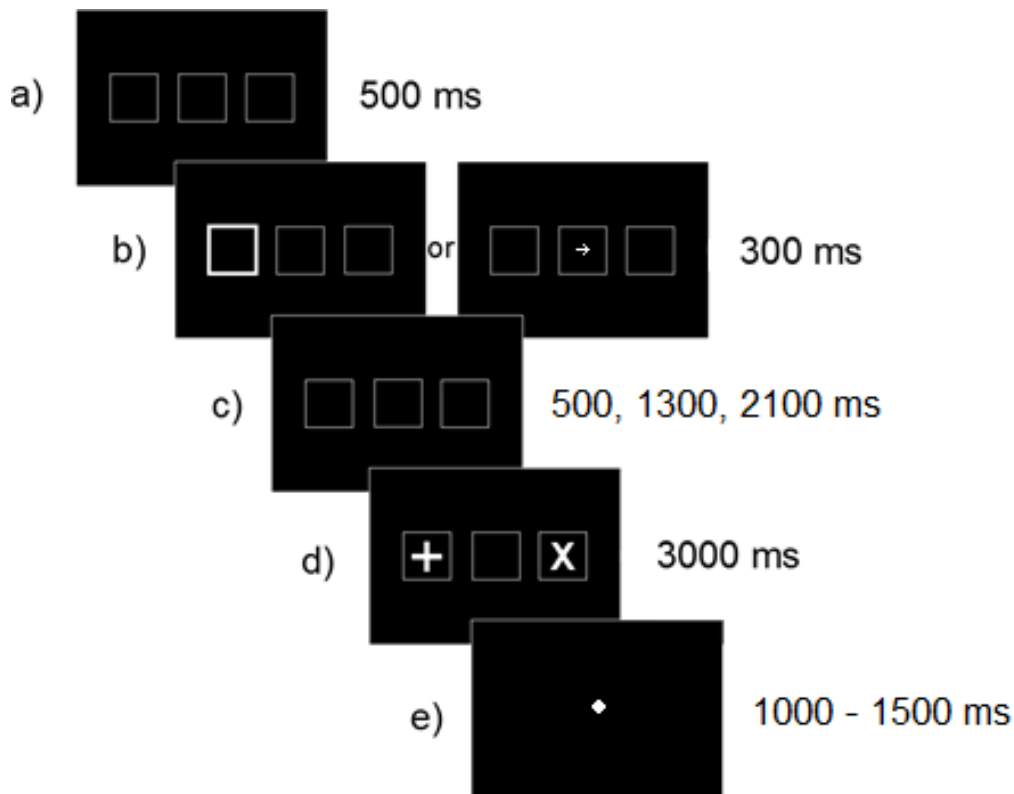 a) 500 ms
b) or 300 ms
c) 500, 1300, 2100 ms
d) + X 3000 ms
e) 1000 - 1500 ms